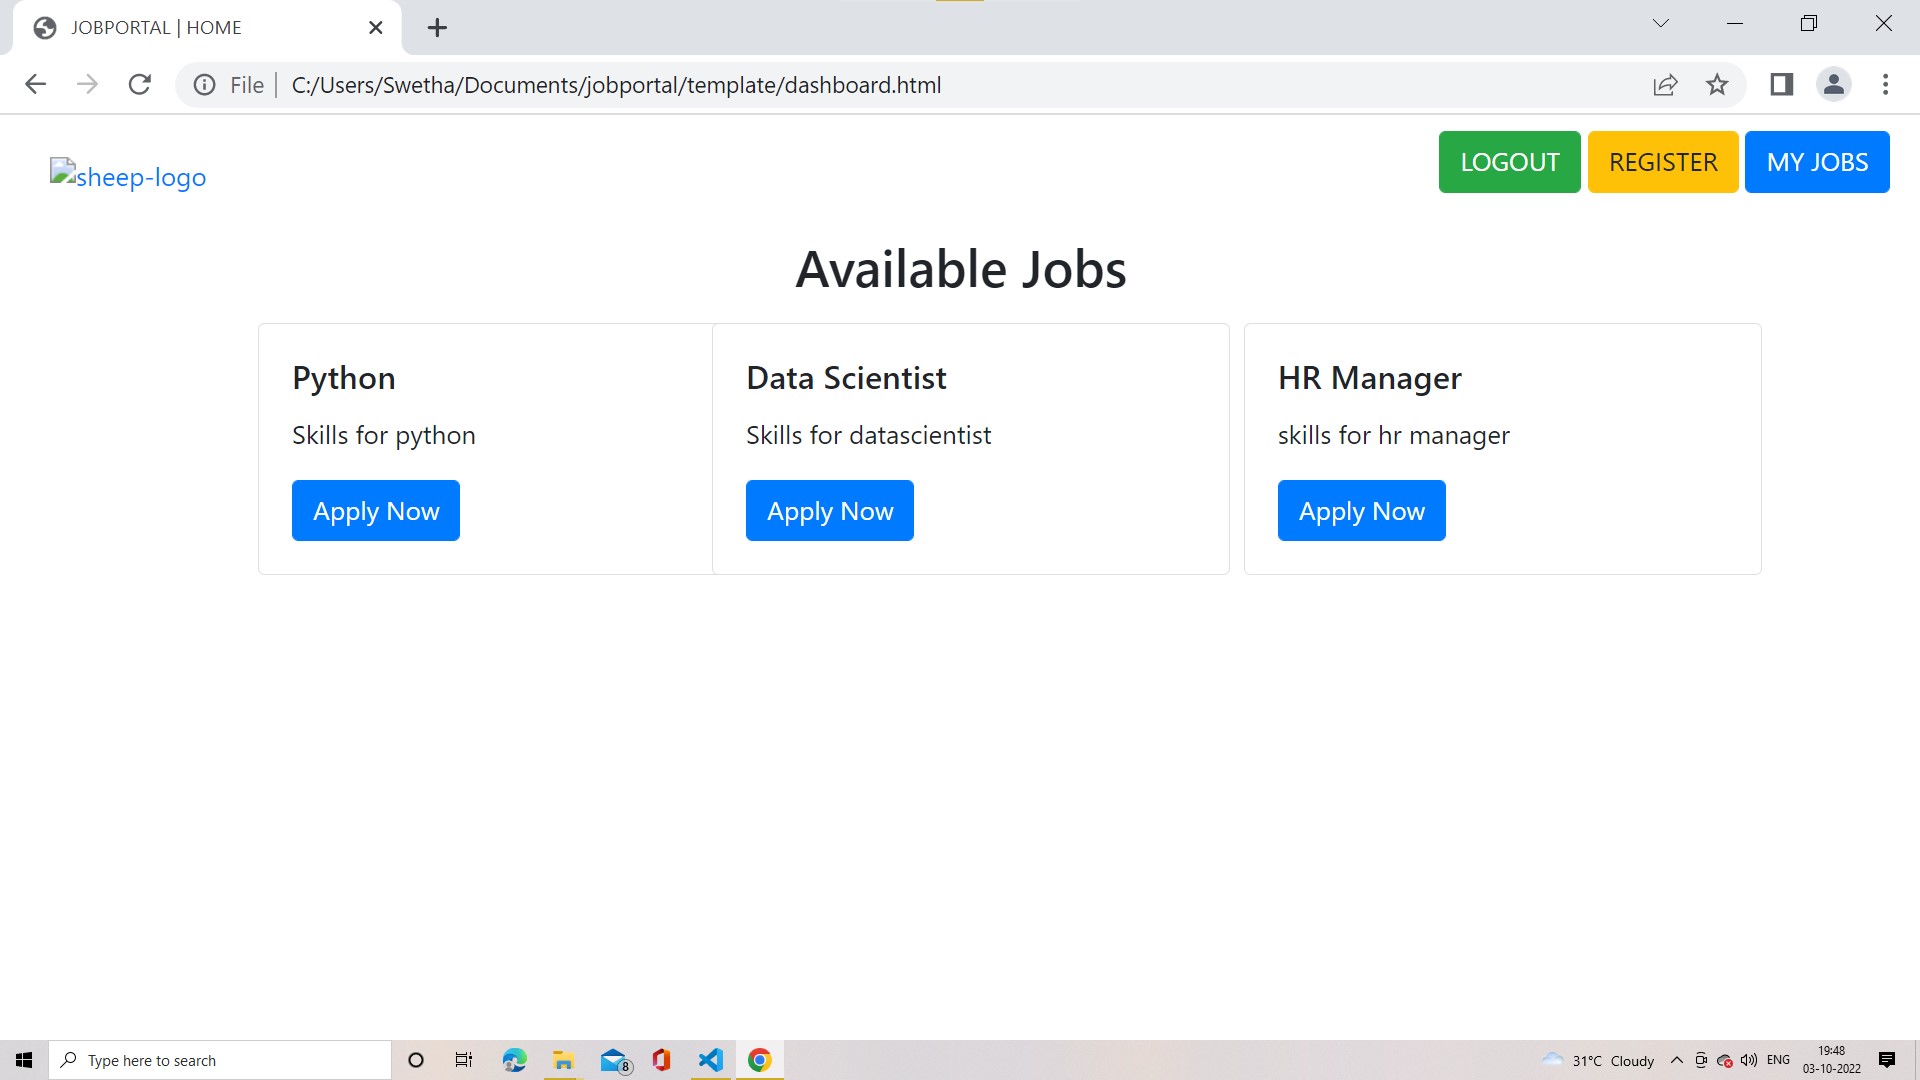 JOBPORTAL | HOME
File C:/Users/Swetha/Documents/jobportal/template/dashboard.html
sheep-logo
LOGOUT REGISTER MY JOBS
Available Jobs
Python
Skills for python
Apply Now
Data Scientist
Skills for datascientist
Apply Now
HR Manager
skills for hr manager
Apply Now
Type here to search
8
31°C Cloudy
ENG
19:48
03-10-2022